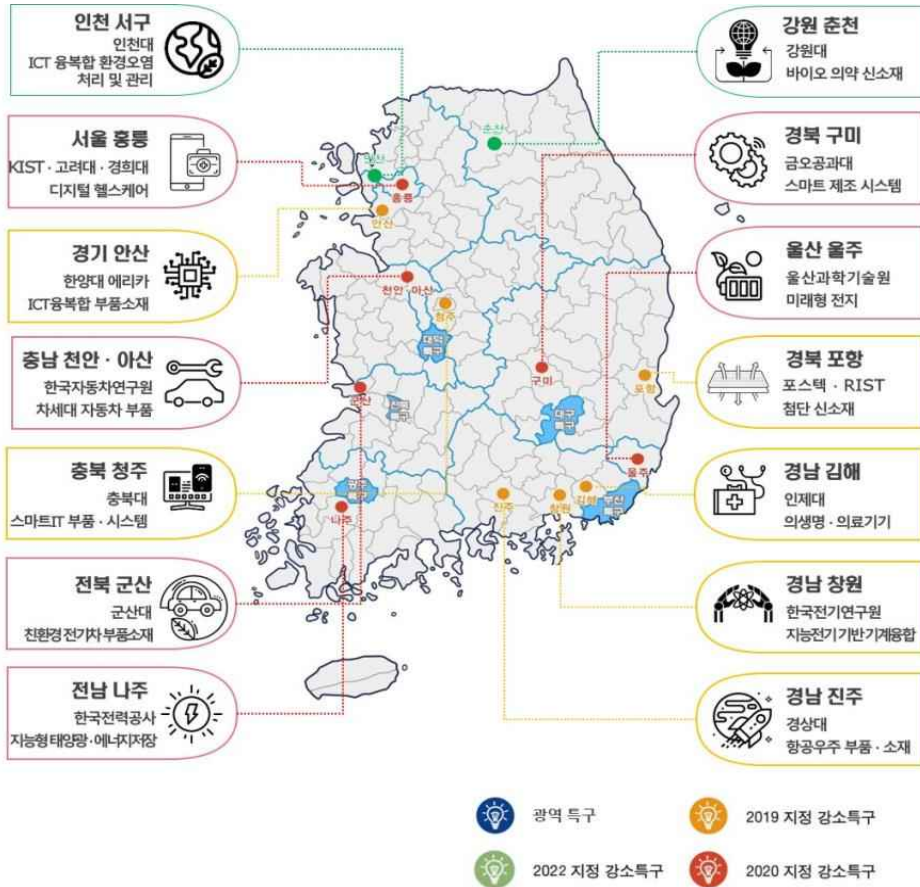 인천 서구
인천대
ICT 융복합 환경오염
처리 및 관리
서울 홍릉
KIST · 고려대 · 경희대
디지털 헬스케어
경기 안산
한양대 에리카
ICT융복합 부품소재
충남 천안 · 아산
한국자동차연구원
차세대 자동차 부품
충북 청주
충북대
스마트IT 부품 · 시스템
전북 군산
군산대
친환경 전기차 부품소재
전남 나주
한국전력공사
지능형 태양광·에너지저장
춘산
홍릉
안산
천안·아산
청주
대덕
특구
군산
구미
포항
대구
특구
울주
나주
진주
창원
김해
부산
특구
강원 춘천
강원대
바이오 의약 신소재
경북 구미
금오공과대
스마트 제조 시스템
울산 울주
울산과학기술원
미래형 전지
경북 포항
포스텍 · RIST
첨단 신소재
경남 김해
인제대
의생명 · 의료기기
경남 창원
한국전기연구원
지능전기 기반 기계융합
경남 진주
경상대
항공우주 부품 · 소재
광역 특구
2019 지정 강소특구
2022 지정 강소특구
2020 지정 강소특구